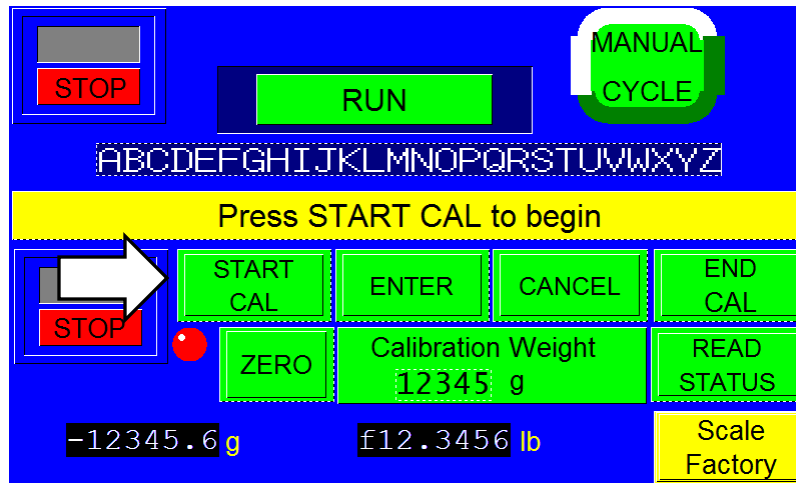 STOP
RUN
MANUAL
CYCLE
ABCDEFGHIJKLMNOPQRSTUVWXYZ
Press START CAL to begin
START
CAL
ENTER
CANCEL
END
CAL
STOP
ZERO
Calibration Weight
12345 g
READ
STATUS
-12345.6 g
£12.3456 lb
Scale
Factory